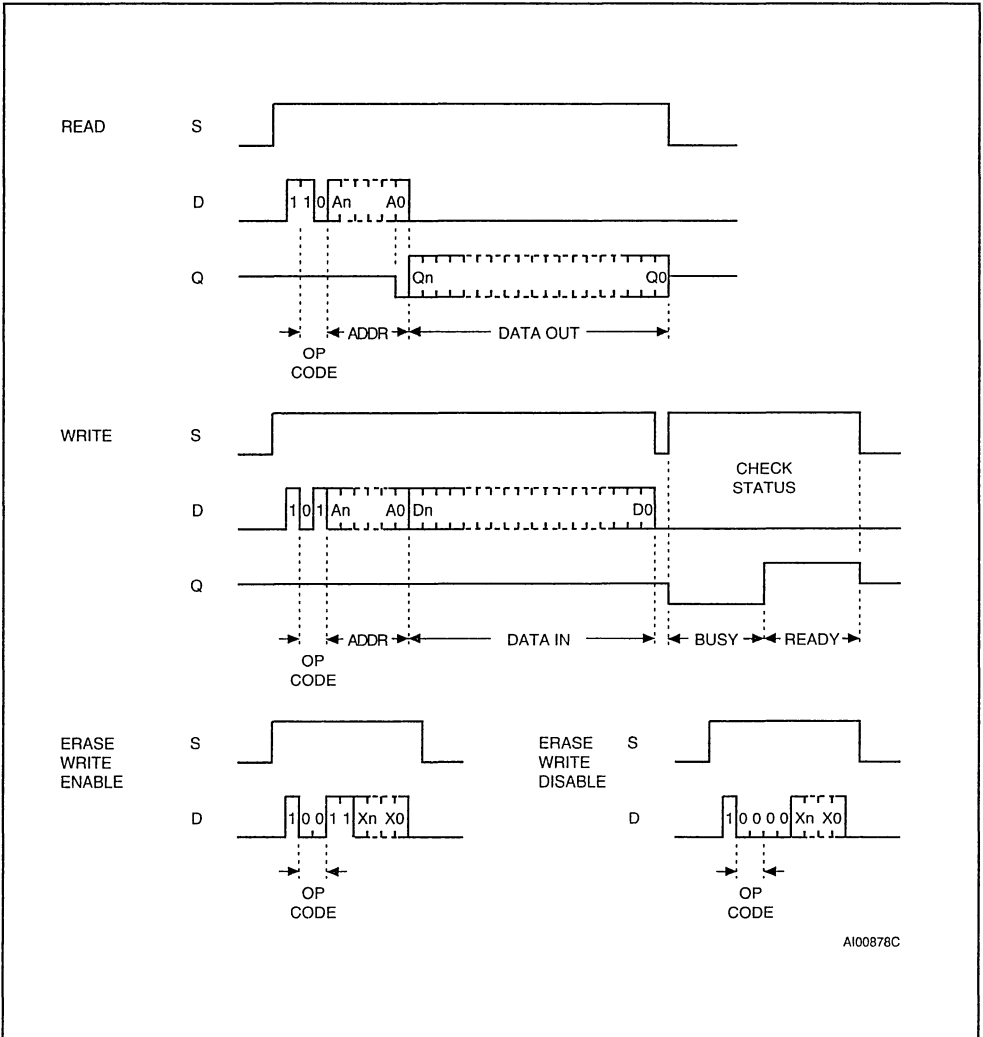 READ S
D 1 1 0 An A0
Q Qn Q0
ADDR DATA OUT
OP
CODE
WRITE S
CHECK
STATUS
D 1 0 1 An A0 Dn D0
Q
ADDR DATA IN BUSY READY
OP
CODE
ERASE
WRITE
ENABLE
S
D 1 0 0 1 1 Xn X0
OP
CODE
ERASE
WRITE
DISABLE
S
D 1 0 0 0 0 Xn X0
OP
CODE
AI00878C